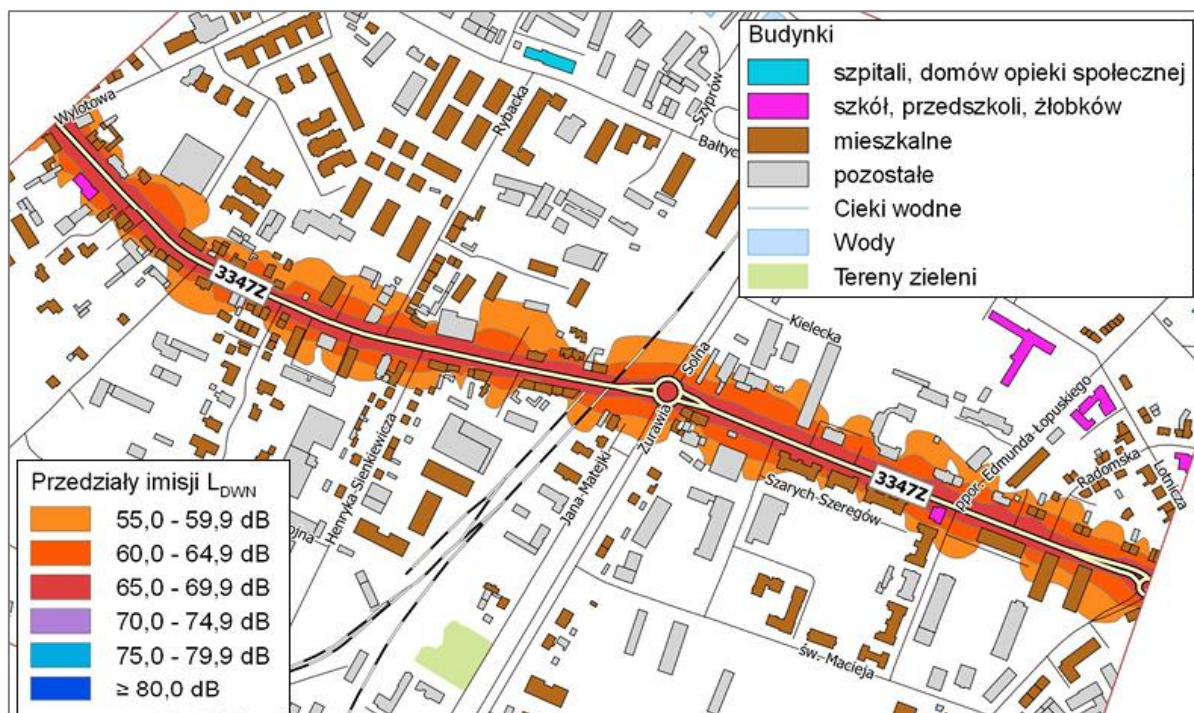 Budynki
szpitali, domów opieki społecznej
szkół, przedszkoli, żłobków
mieszkalne
pozostałe
Cieki wodne
Wody
Tereny zieleni
Wylotowa
Rybacka
Szyprów
Bałtyc
3347Z
Kielecka
Solna
Żurawia
Jana-Matejki
Henryka-Sienkiewicza
ojna
Szarych-Szeregów
3347Z
ppor. Edmunda-Łopuskiego
Radomska
Lotnicza
św. Macieja
Przedziały imisji LDWN
55,0 - 59,9 dB
60,0 - 64,9 dB
65,0 - 69,9 dB
70,0 - 74,9 dB
75,0 - 79,9 dB
≥ 80,0 dB